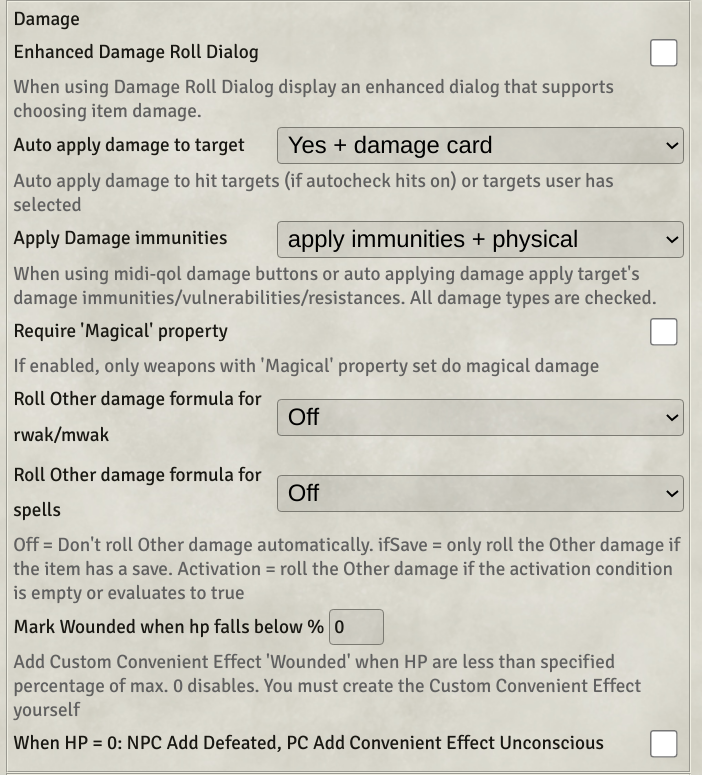 Damage
Enhanced Damage Roll Dialog
When using Damage Roll Dialog display an enhanced dialog that supports
choosing item damage.
Auto apply damage to target
Yes + damage card
Auto apply damage to hit targets (if autocheck hits on) or targets user has
selected
Apply Damage immunities
apply immunities + physical
When using midi-qol damage buttons or auto applying damage apply target's
damage immunities/vulnerabilities/resistances. All damage types are checked.
Require 'Magical' property
If enabled, only weapons with 'Magical' property set do magical damage
Roll Other damage formula for
rwak/mwak
Off
Roll Other damage formula for
spells
Off
Off = Don't roll Other damage automatically. ifSave = only roll the Other damage if
the item has a save. Activation = roll the Other damage if the activation condition
is empty or evaluates to true
Mark Wounded when hp falls below % 0
Add Custom Convenient Effect 'Wounded' when HP are less than specified
percentage of max. 0 disables. You must create the Custom Convenient Effect
yourself
When HP = 0: NPC Add Defeated, PC Add Convenient Effect Unconscious